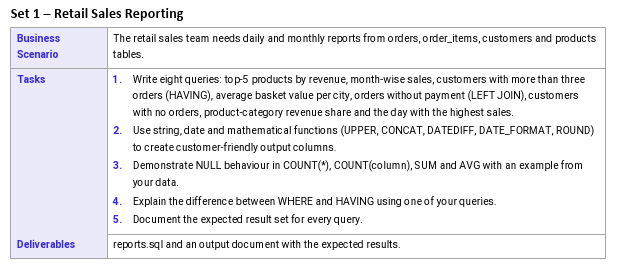 Set 1 – Retail Sales Reporting
Business Scenario
The retail sales team needs daily and monthly reports from orders, order_items, customers and products
tables.
Tasks
1. Write eight queries: top-5 products by revenue, month-wise sales, customers with more than three
orders (HAVING), average basket value per city, orders without payment (LEFT JOIN), customers
with no orders, product-category revenue share and the day with the highest sales.
2. Use string, date and mathematical functions (UPPER, CONCAT, DATEDIFF, DATE_FORMAT, ROUND)
to create customer-friendly output columns.
3. Demonstrate NULL behaviour in COUNT(*), COUNT(column), SUM and AVG with an example from
your data.
4. Explain the difference between WHERE and HAVING using one of your queries.
5. Document the expected result set for every query.
Deliverables
reports.sql and an output document with the expected results.